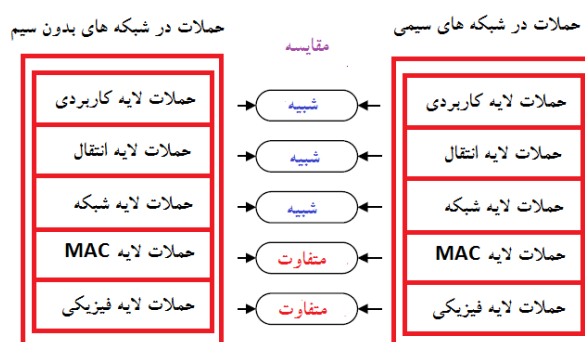 حملات در شبکه های سیمی
مقایسه
حملات در شبکه های بدون سیم
حملات لایه کاربردی
شبیه
حملات لایه کاربردی
حملات لایه انتقال
شبیه
حملات لایه انتقال
حملات لایه شبکه
شبیه
حملات لایه شبکه
حملات لایه MAC
متفاوت
حملات لایه MAC
حملات لایه فیزیکی
متفاوت
حملات لایه فیزیکی